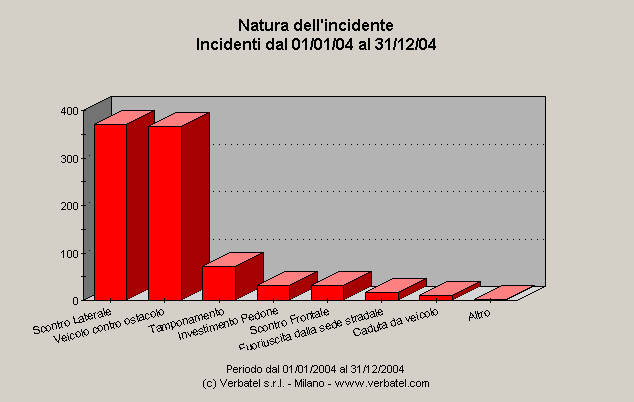 Natura dell'incidente
Incidenti dal 01/01/04 al 31/12/04
400
300
200
100
0
Scontro Laterale
Veicolo contro ostacolo
Tamponamento
Investimento Pedone
Scontro Frontale
Fuoriuscita dalla sede stradale
Caduta da veicolo
Altro
Periodo dal 01/01/2004 al 31/12/2004
(c) Verbatel s.r.l. - Milano - www.verbatel.com